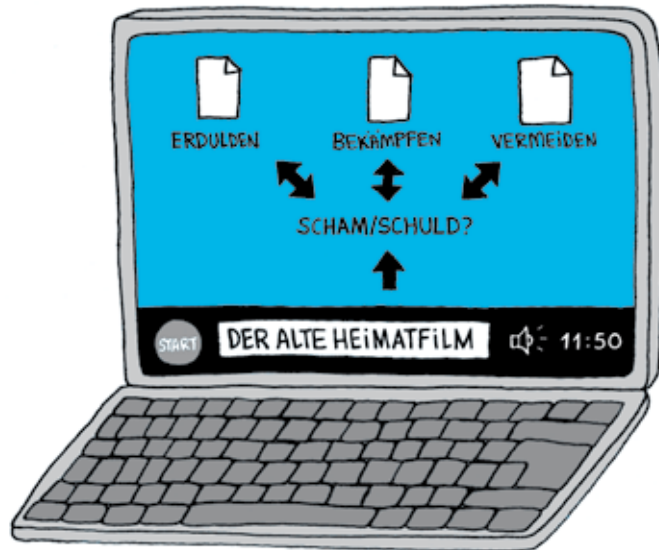 ERDULDEN BEKÄMPFEN VERMEIDEN
SCHAM/SCHULD?
START DER ALTE HEIMATFILM 11:50